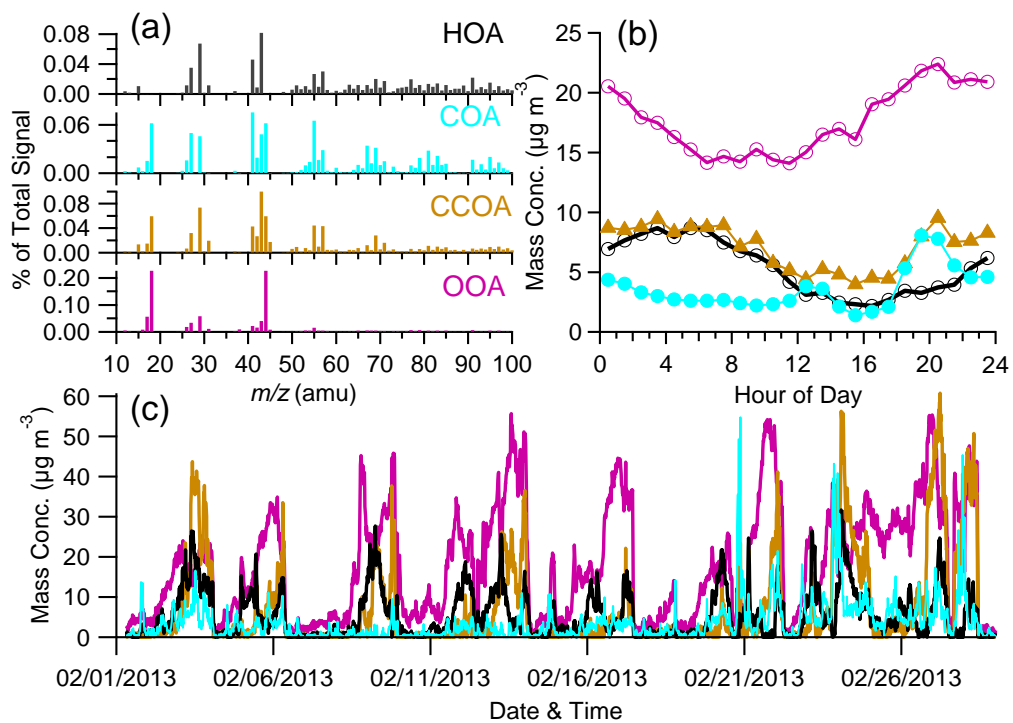 (a)
HOA
0.08
0.04
0.00
COA
0.06
0.00
CCOA
0.08
0.04
0.00
OOA
0.20
0.10
0.00
% of Total Signal
10 20 30 40 50 60 70 80 90 100
m/z (amu)
(b)
25
20
15
10
5
0
Mass Conc. (µg m-3)
0 4 8 12 16 20 24
Hour of Day
(c)
60
50
40
30
20
10
0
Mass Conc. (µg m-3)
02/01/2013 02/06/2013 02/11/2013 02/16/2013 02/21/2013 02/26/2013
Date & Time